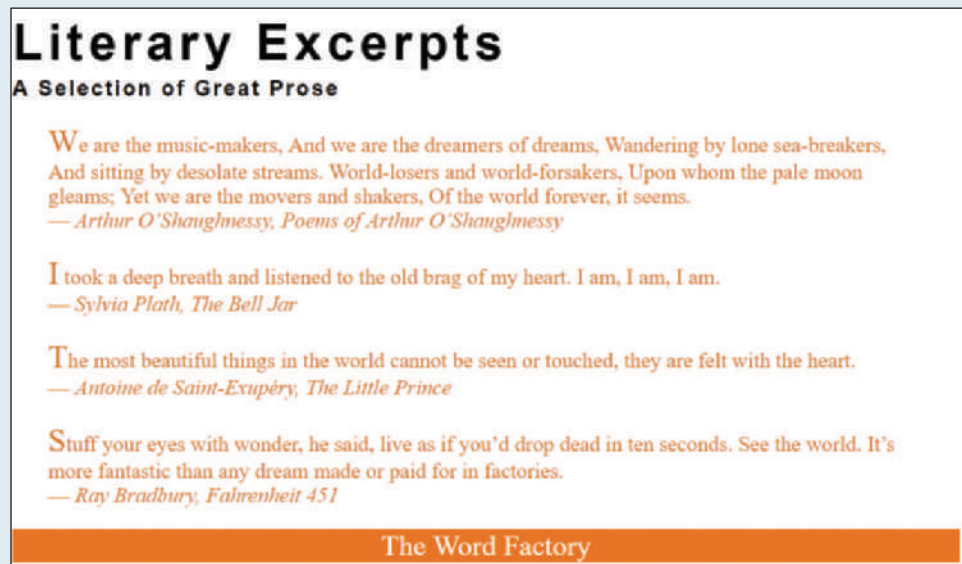 Literary Excerpts
A Selection of Great Prose
We are the music-makers, And we are the dreamers of dreams, Wandering by lone sea-breakers,
And sitting by desolate streams. World-losers and world-forsakers, Upon whom the pale moon
gleams; Yet we are the movers and shakers, Of the world forever, it seems.
— Arthur O’Shaughnessy, Poems of Arthur O’Shaughnessy
I took a deep breath and listened to the old brag of my heart. I am, I am, I am.
— Sylvia Plath, The Bell Jar
The most beautiful things in the world cannot be seen or touched, they are felt with the heart.
— Antoine de Saint-Exupéry, The Little Prince
Stuff your eyes with wonder, he said, live as if you’d drop dead in ten seconds. See the world. It’s
more fantastic than any dream made or paid for in factories.
— Ray Bradbury, Fahrenheit 451
The Word Factory